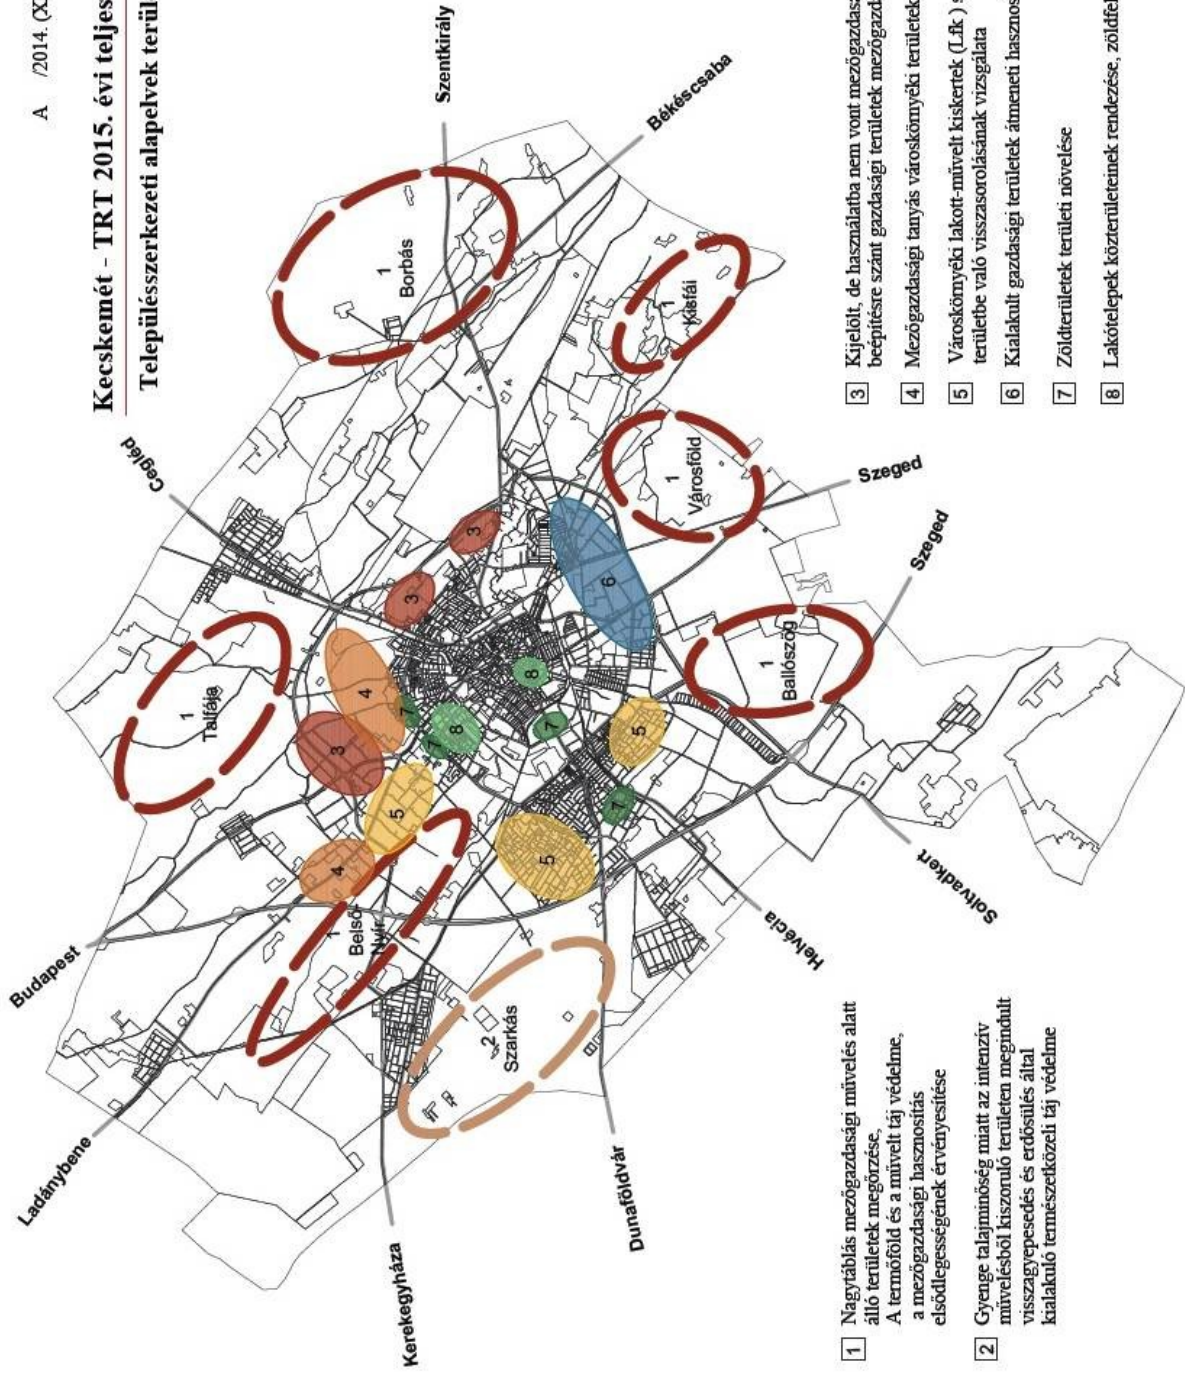 A /2014. (X
Kecskemét - TRT 2015. évi teljes
Településszerkezeti alapelvek terül
Szentkirály
Békéscsaba
Cegléd
1
Borbás
1
Kisfái
1
Városföld
Szeged
Szeged
3
3
6
1
Talfája
4
3
7
7
8
8
7
5
7
5
5
4
1
Ballószög
1
Belső-
Nyír
2
Szarkás
Budapest
Ladánybene
Kerekegyháza
Dunaföldvár
Helvécia
Soltvadkert
1 Nagytáblás mezőgazdasági művelés alatt
álló területek megőrzése,
A termőföld és a művelt táj védelme,
a mezőgazdasági hasznosítás
elsődlegességének érvényesítése
2 Gyenge talajminőség miatt az intenzív
művelésből kiszoruló területen megindult
visszagyepesedés és erdősülés által
kialakuló természetközeli táj védelme
3 Kijelölt, de használatba nem vont mezőgazdasá
beépítésre szánt gazdasági területek mezőgazd
4 Mezőgazdasági tanyás városkörnyéki területek
5 Városkörnyéki lakott-művelt kiskertek (Lfk ) s
területbe való visszasorolásának vizsgálata
6 Kialakult gazdasági területek átmeneti hasznos
7 Zöldterületek területi növelése
8 Lakótelepek közterületeinek rendezése, zöldfel